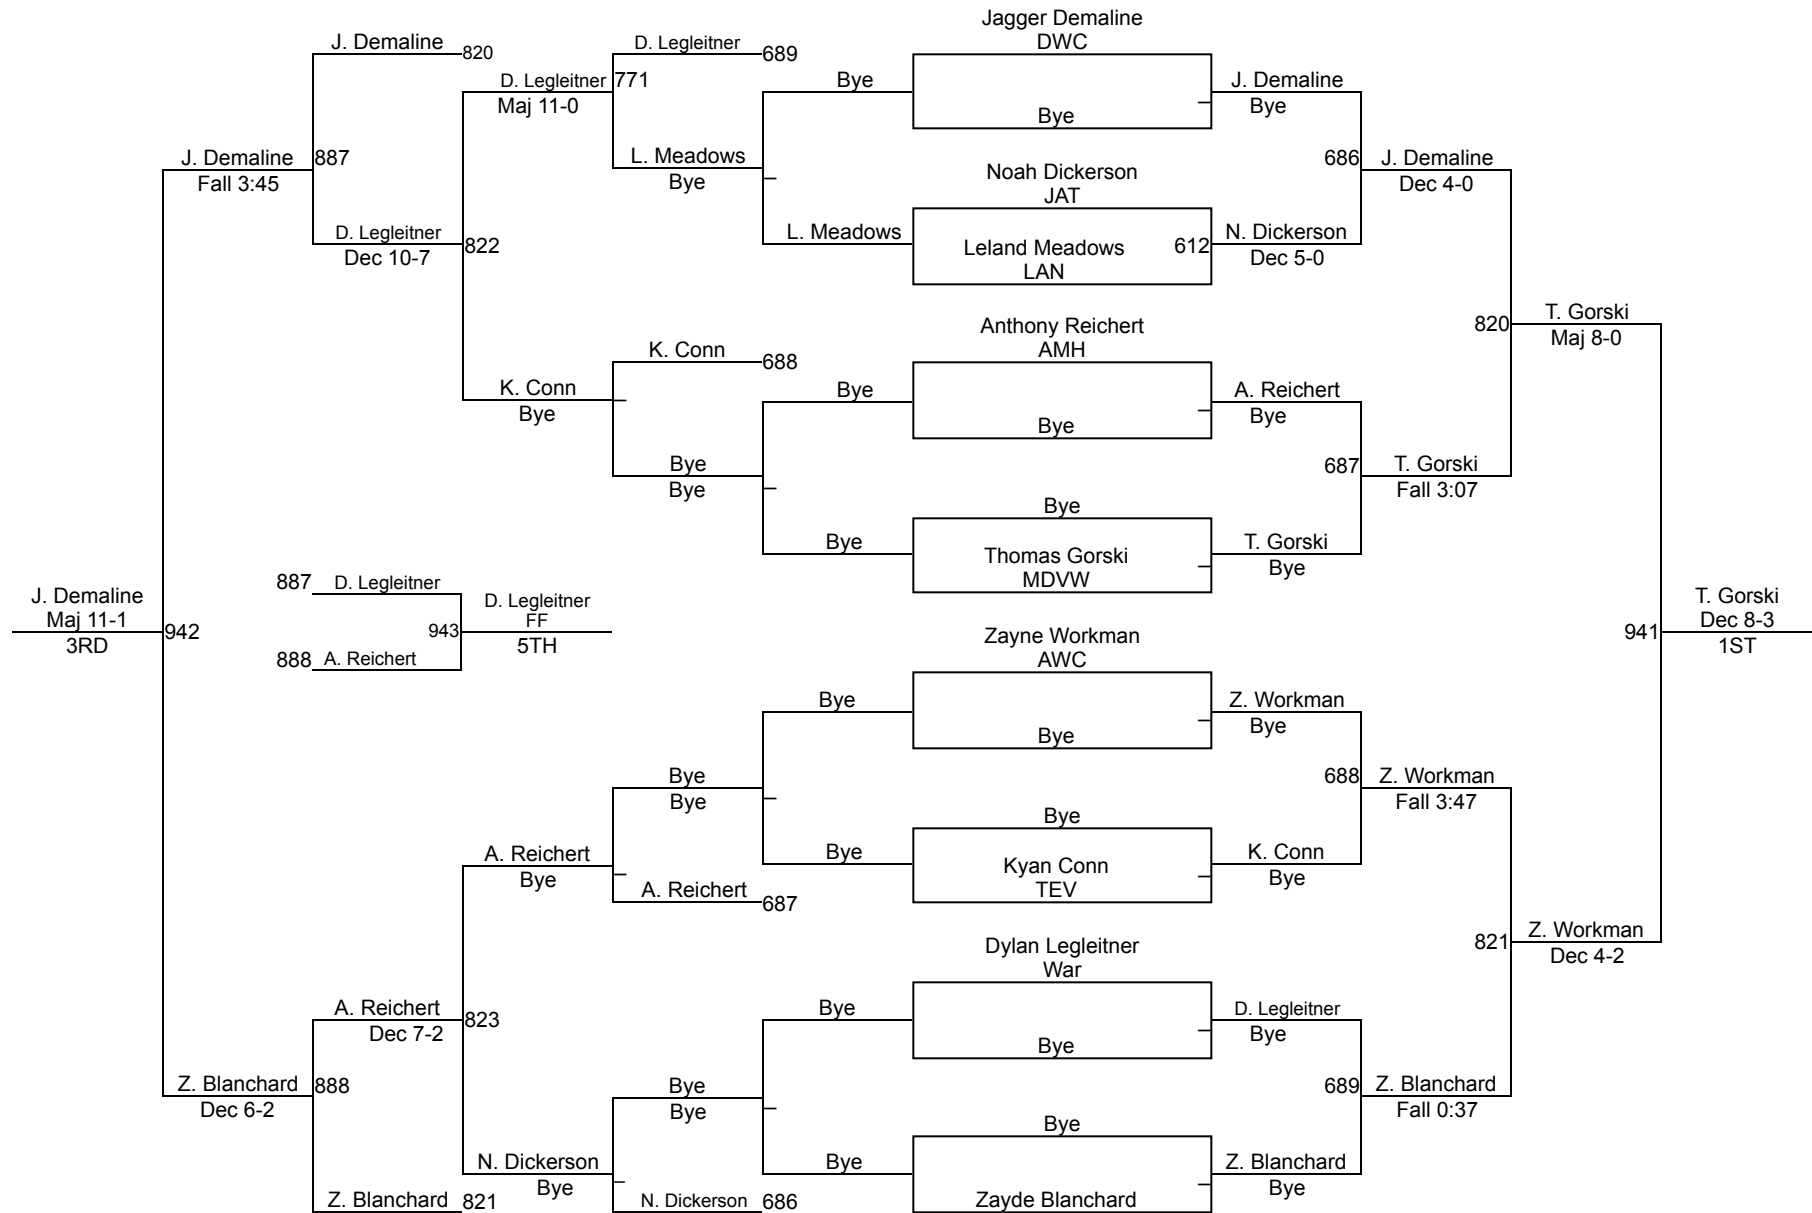 Jagger Demaline
DWC
J. Demaline
820
D. Legleitner
689
D. Legleitner
771
Maj 11-0
Bye
Bye
J. Demaline
Bye
J. Demaline
887
Fall 3:45
L. Meadows
Bye
Noah Dickerson
JAT
686
J. Demaline
Dec 4-0
D. Legleitner
Dec 10-7
822
L. Meadows
Leland Meadows
LAN
612
N. Dickerson
Dec 5-0
Anthony Reichert
AMH
820
T. Gorski
Maj 8-0
K. Conn
688
K. Conn
Bye
Bye
Bye
A. Reichert
Bye
Bye
Bye
687
T. Gorski
Fall 3:07
Bye
Bye
Thomas Gorski
MDVW
T. Gorski
Bye
887
D. Legleitner
J. Demaline
Maj 11-1
3RD
942
943
D. Legleitner
FF
5TH
888
A. Reichert
941
T. Gorski
Dec 8-3
1ST
Zayne Workman
AWC
Bye
Bye
Z. Workman
Bye
Bye
Bye
688
Z. Workman
Fall 3:47
Bye
Bye
Kyan Conn
TEV
K. Conn
Bye
A. Reichert
Bye
A. Reichert
687
821
Z. Workman
Dec 4-2
Dylan Legleitner
War
A. Reichert
Dec 7-2
823
Bye
Bye
D. Legleitner
Bye
Z. Blanchard
888
Dec 6-2
Bye
Bye
689
Z. Blanchard
Fall 0:37
Bye
N. Dickerson
Bye
Bye
Z. Blanchard
Bye
Z. Blanchard
821
N. Dickerson
686
Zayde Blanchard